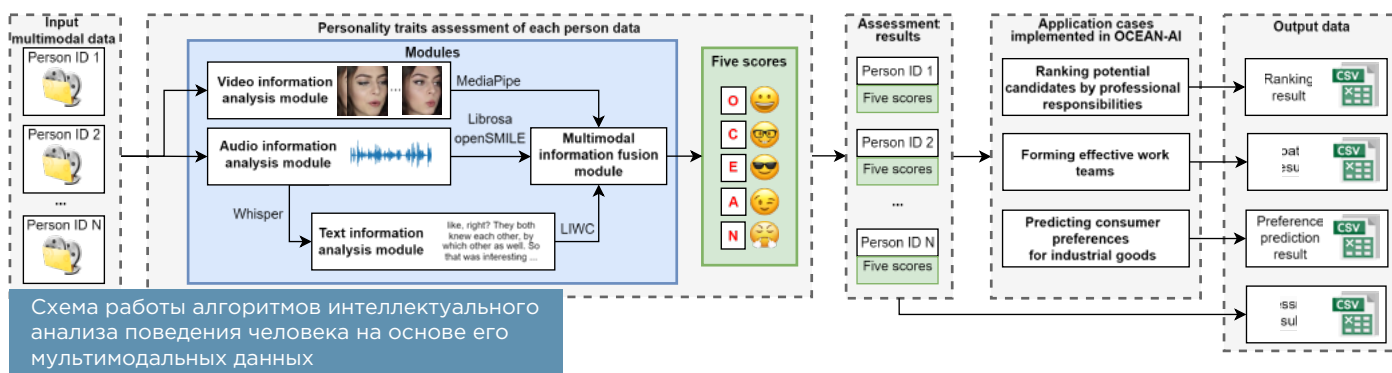 Input
multimodal data
Person ID 1
Person ID 2
...
Person ID N
Personality traits assessment of each person data
Modules
Video information
analysis module
...
MediaPipe
Audio information
analysis module
Librosa
openSMILE
Whisper
Text information
analysis module
like, right? They both
knew each other, by
which other as well. So
that was interesting ...
LIWC
Multimodal
information fusion
module
Five scores
O
C
E
A
N
Assessment
results
Person ID 1
Five scores
Person ID 2
Five scores
...
Person ID N
Five scores
Application cases
implemented in OCEAN-AI
Ranking potential
candidates by professional
responsibilities
Forming effective work
teams
Predicting consumer
preferences
for industrial goods
Output data
Ranking
result
CSV
CSV
Preference
prediction
result
CSV
CSV
Схема работы алгоритмов интеллектуального
анализа поведения человека на основе его
мультимодальных данных